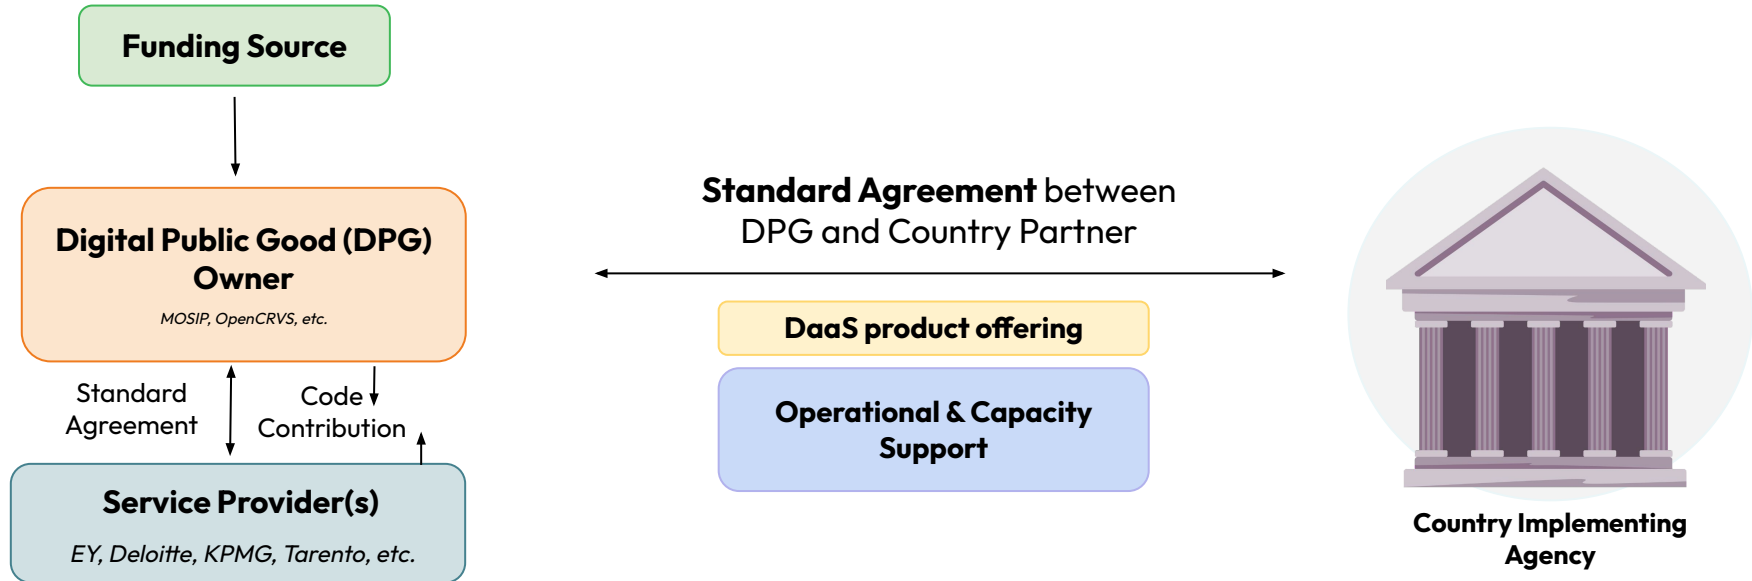 Funding Source
Digital Public Good (DPG)
Owner
MOSIP, OpenCRVS, etc.
Standard
Agreement
Code
Contribution
Service Provider(s)
EY, Deloitte, KPMG, Tarento, etc.
Standard Agreement between
DPG and Country Partner
DaaS product offering
Operational & Capacity
Support
Country Implementing
Agency